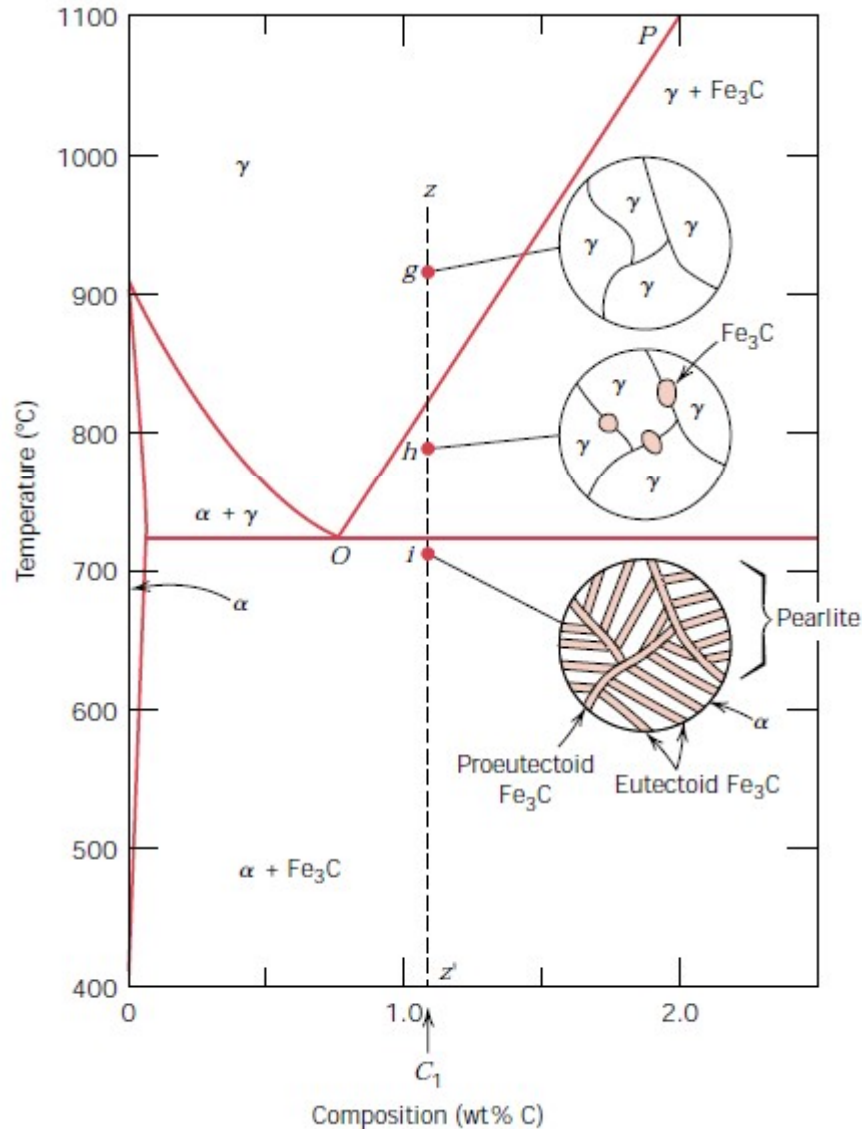 1100
P
γ + Fe₃C
1000
γ
z
γ
γ
γ
γ
g
900
Fe₃C
γ
γ
γ
γ
800
h
α + γ
O
i
700
α
Pearlite
600
α
Proeutectoid
Fe₃C
Eutectoid Fe₃C
500
α + Fe₃C
400
z'
0
1.0
2.0
C₁
Composition (wt% C)
Temperature (°C)